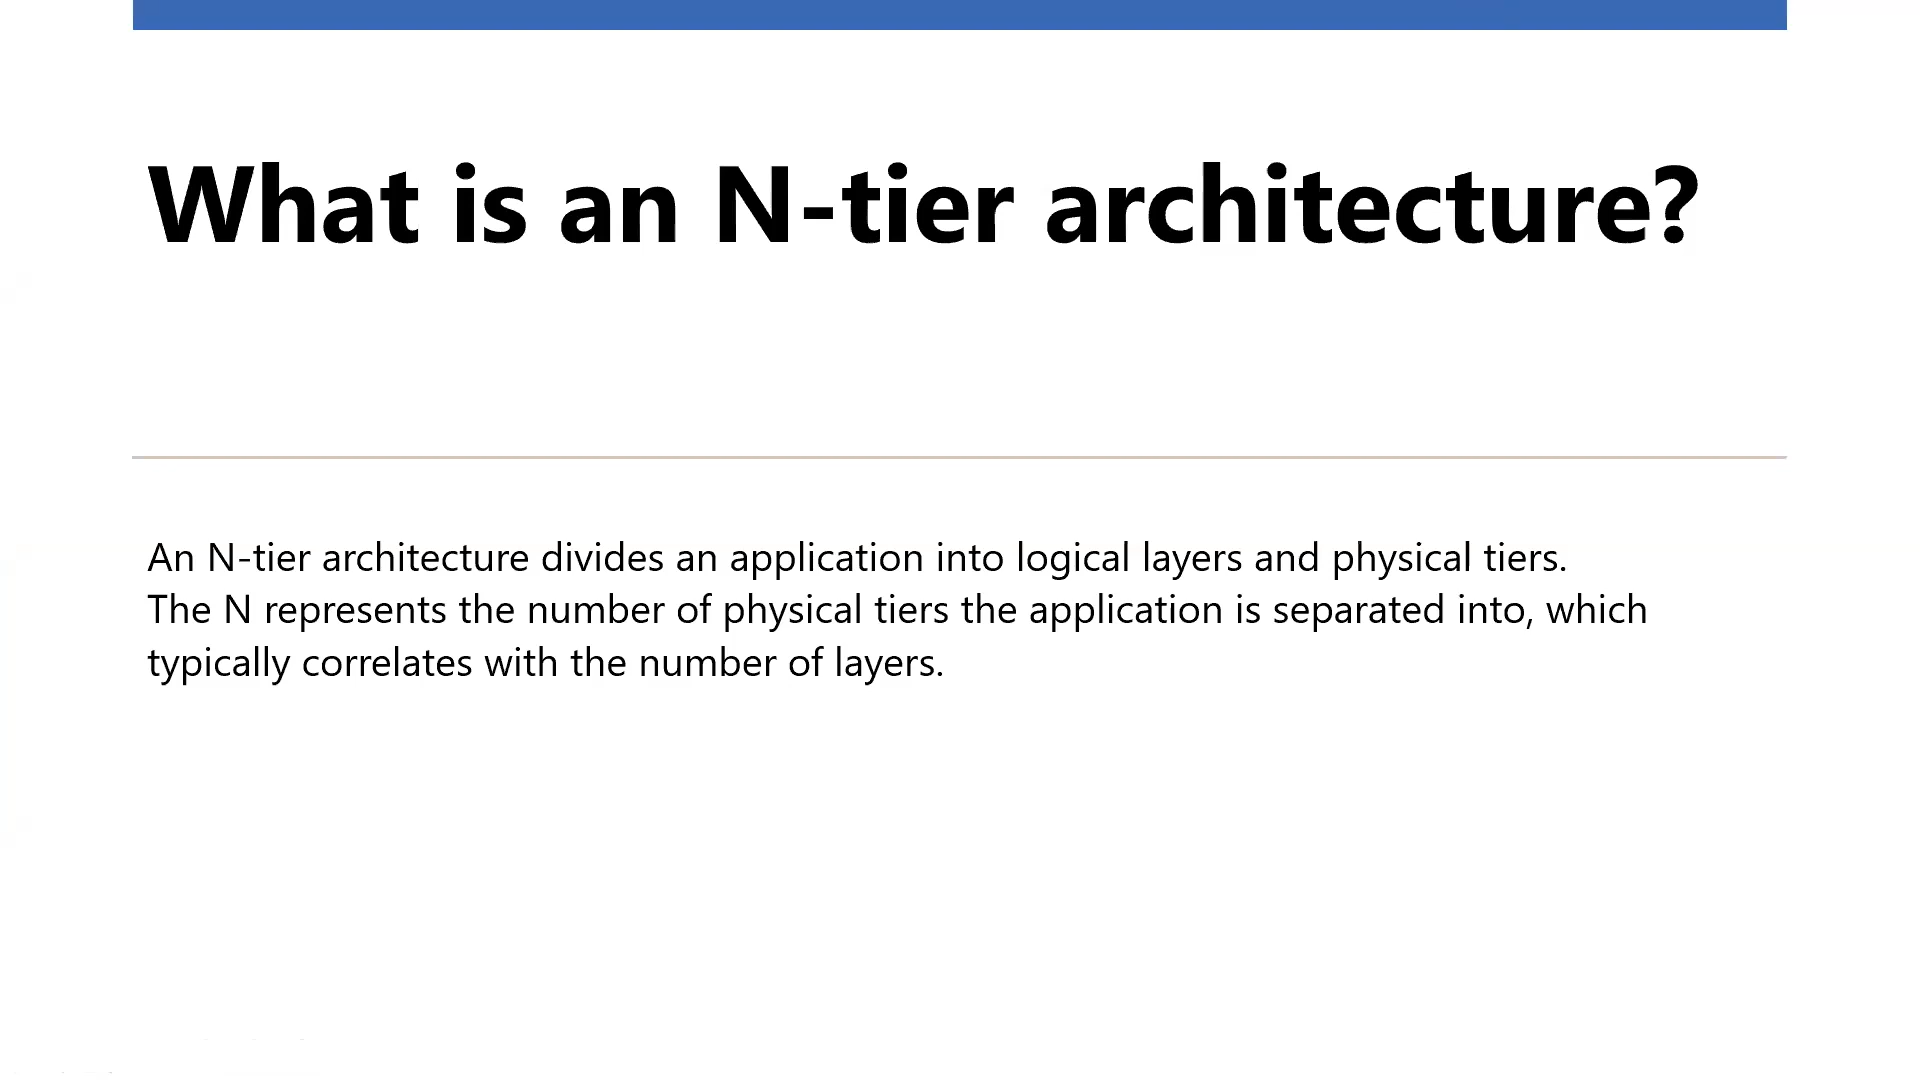 What is an N-tier architecture?
An N-tier architecture divides an application into logical layers and physical tiers.
The N represents the number of physical tiers the application is separated into, which
typically correlates with the number of layers.